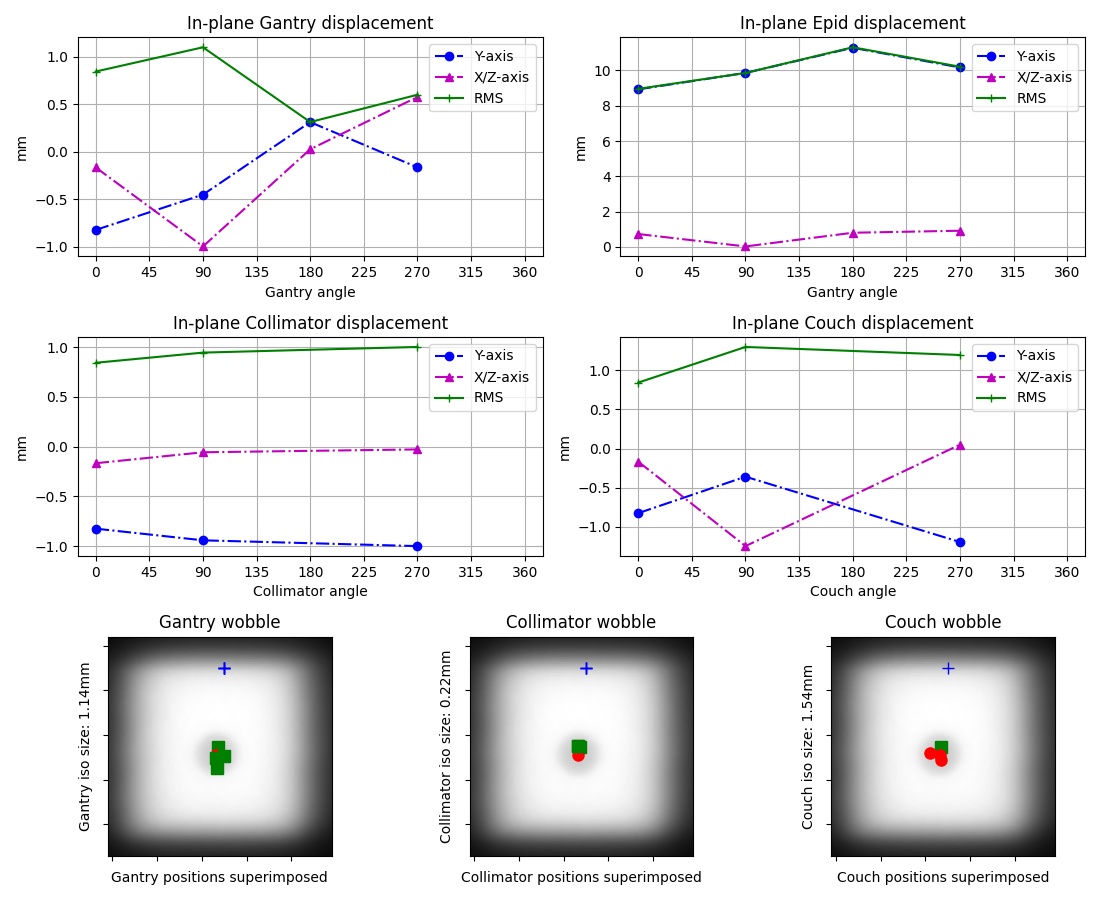 In-plane Gantry displacement
1.0
0.5
0.0
−0.5
−1.0
mm
0 45 90 135 180 225 270 315 360
Gantry angle
Y-axis
X/Z-axis
RMS
In-plane Epid displacement
10
8
6
4
2
0
mm
0 45 90 135 180 225 270 315 360
Gantry angle
Y-axis
X/Z-axis
RMS
In-plane Collimator displacement
1.0
0.5
0.0
−0.5
−1.0
mm
0 45 90 135 180 225 270 315 360
Collimator angle
Y-axis
X/Z-axis
RMS
In-plane Couch displacement
1.0
0.5
0.0
−0.5
−1.0
mm
0 45 90 135 180 225 270 315 360
Couch angle
Y-axis
X/Z-axis
RMS
Gantry wobble
Gantry iso size: 1.14mm
Gantry positions superimposed
Collimator wobble
Collimator iso size: 0.22mm
Collimator positions superimposed
Couch wobble
Couch iso size: 1.54mm
Couch positions superimposed